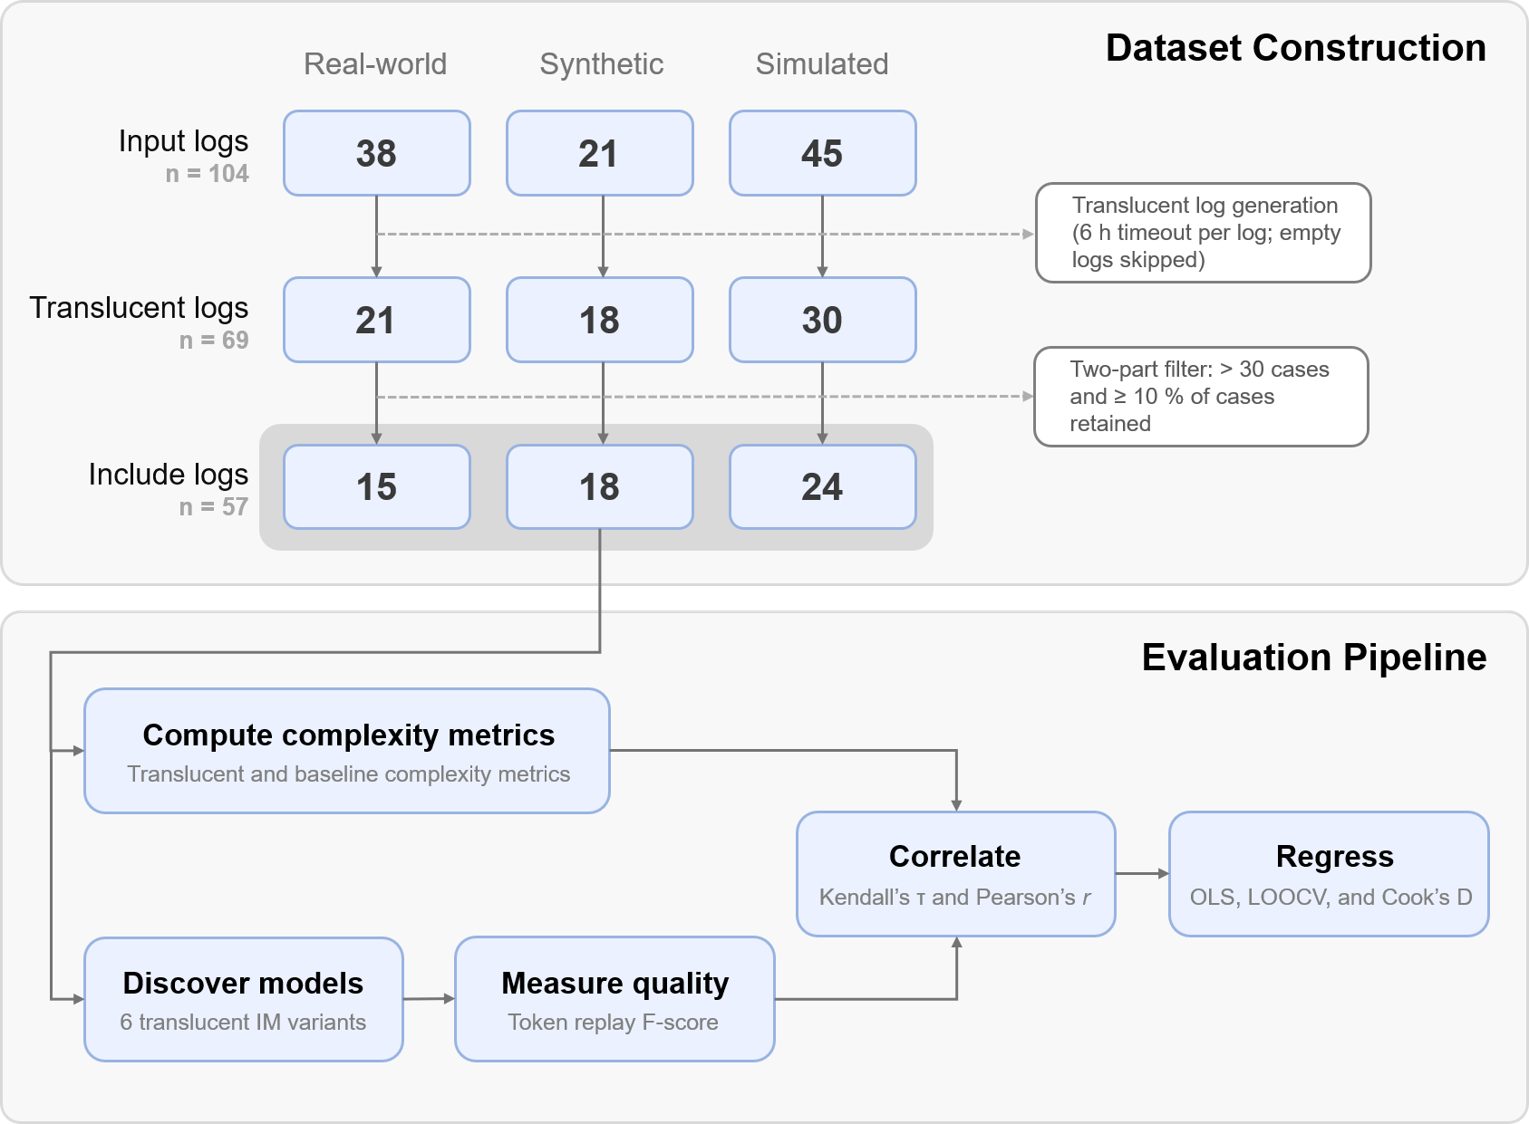 Dataset Construction
Real-world Synthetic Simulated
Input logs
n = 104
38 21 45
Translucent log generation
(6 h timeout per log; empty
logs skipped)
Translucent logs
n = 69
21 18 30
Two-part filter: > 30 cases
and ≥ 10 % of cases
retained
Include logs
n = 57
15 18 24
Evaluation Pipeline
Compute complexity metrics
Translucent and baseline complexity metrics
Correlate
Kendall's τ and Pearson's r
Regress
OLS, LOOCV, and Cook's D
Discover models
6 translucent IM variants
Measure quality
Token replay F-score